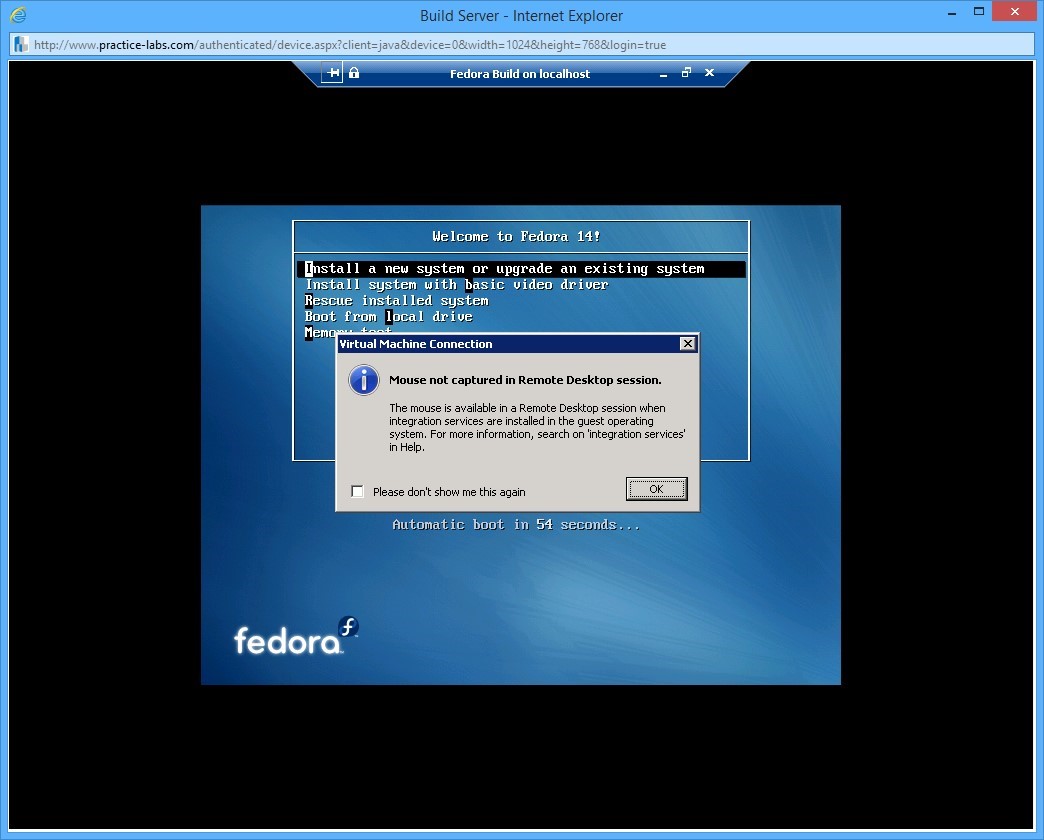 Build Server - Internet Explorer
http://www.practice-labs.com/authenticated/device.aspx?client=java&device=0&width=1024&height=768&login=true
Fedora Build on localhost
Welcome to Fedora 14!
Install a new system or upgrade an existing system
Install system with basic video driver
Rescue installed system
Boot from local drive
Memory test
Virtual Machine Connection
Mouse not captured in Remote Desktop session.
The mouse is available in a Remote Desktop session when
integration services are installed in the guest operating
system. For more information, search on 'integration services'
in Help.
Please don't show me this again
OK
Automatic boot in 54 seconds...
fedora